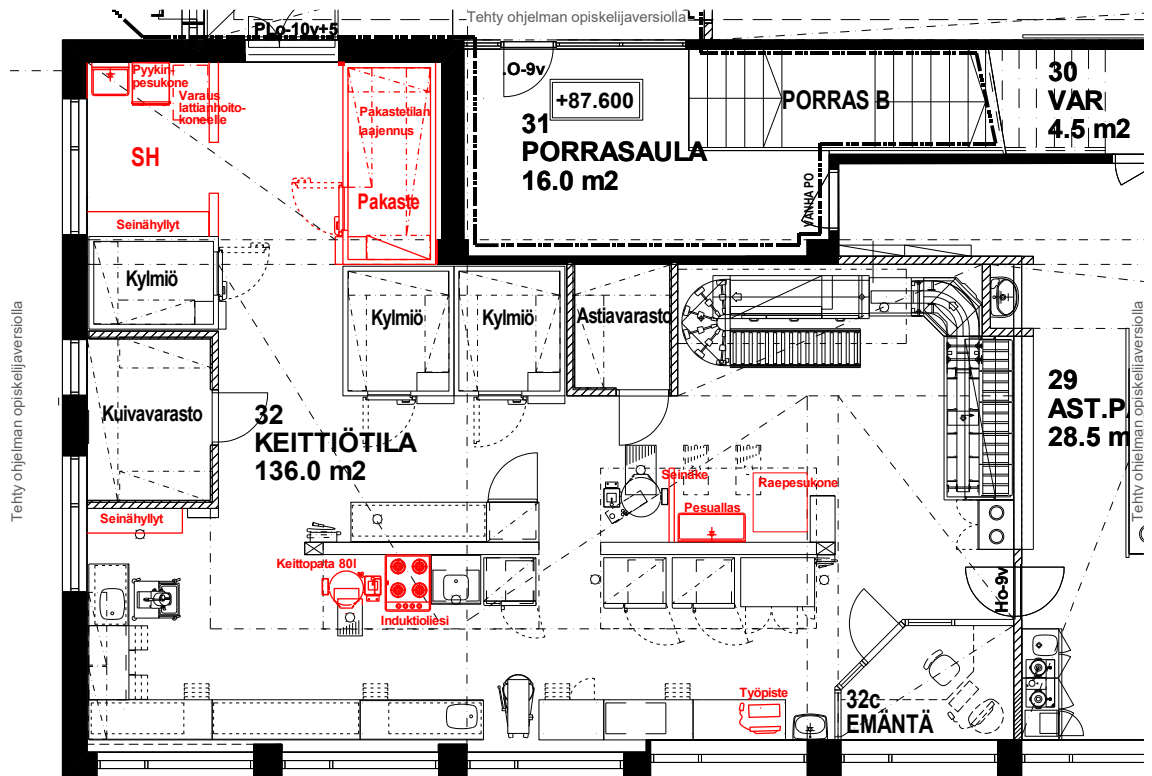 Tehty ohjelman opiskelijaversiolla
PLo-10v+5
Pyykin-
pesukone
Varaus
lattianhoito-
koneelle
SH
Seinähyllyt
Pakastetilan
laajennus
Pakaste
.O-9v
+87.600
31
PORRASAULA
16.0 m2
PORRAS B
VANHA PO
30
VAR
4.5 m2
Kylmiö
Kylmiö
Kylmiö
Astiavarasto
Kuivavarasto
32
KEITTIÖTILA
136.0 m2
29
AST.P
28.5 m
Tehty ohjelman opiskelijaversiolla
Tehty ohjelman opiskelijaversiolla
Seinähyllyt
Seinäke
Raepesukone
Pesuallas
Keittopata 80l
Induktioliesi
Ho-9v
Työpiste
32c
EMÄNTÄ